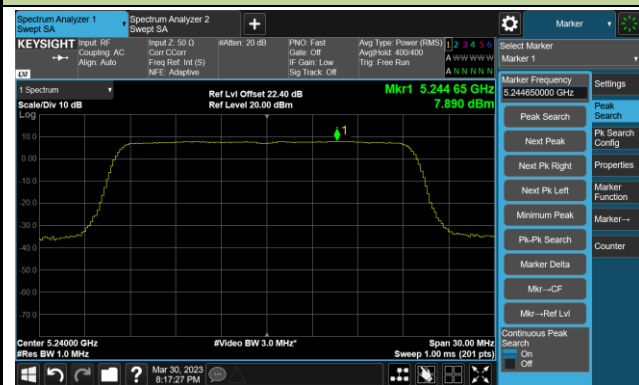 Spectrum Analyzer 1
Swept SA
Spectrum Analyzer 2
Swept SA
+
Marker
KEYSIGHT
Input: RF
Coupling: AC
Align: Auto
Input Z: 50 Ω
Corr CCorr
Freq Ref: Int (S)
NFE: Adaptive
#Atten: 20 dB
PNO: Fast
Gate: Off
IF Gain: Low
Sig Track: Off
Avg Type: Power (RMS)
Avg|Hold: 400/400
Trig: Free Run
1 2 3 4 5 6
A W W W W W
A N N N N N
LXI
Select Marker
Marker 1
1 Spectrum
Scale/Div 10 dB
Log
Ref Lvl Offset 22.40 dB
Ref Level 20.00 dBm
Mkr1 5.244 65 GHz
7.890 dBm
1
10.0
0.00
-10.0
-20.0
-30.0
-40.0
-50.0
-60.0
-70.0
Center 5.24000 GHz
#Res BW 1.0 MHz
#Video BW 3.0 MHz*
Span 30.00 MHz
Sweep 1.00 ms (201 pts)
Marker Frequency
5.244650000 GHz
Peak Search
Next Peak
Next Pk Right
Next Pk Left
Minimum Peak
Pk-Pk Search
Marker Delta
Mkr→CF
Mkr→Ref Lvl
Continuous Peak
Search
On
Off
Settings
Peak
Search
Pk Search
Config
Properties
Marker
Function
Marker→
Counter
?
Mar 30, 2023
8:17:27 PM